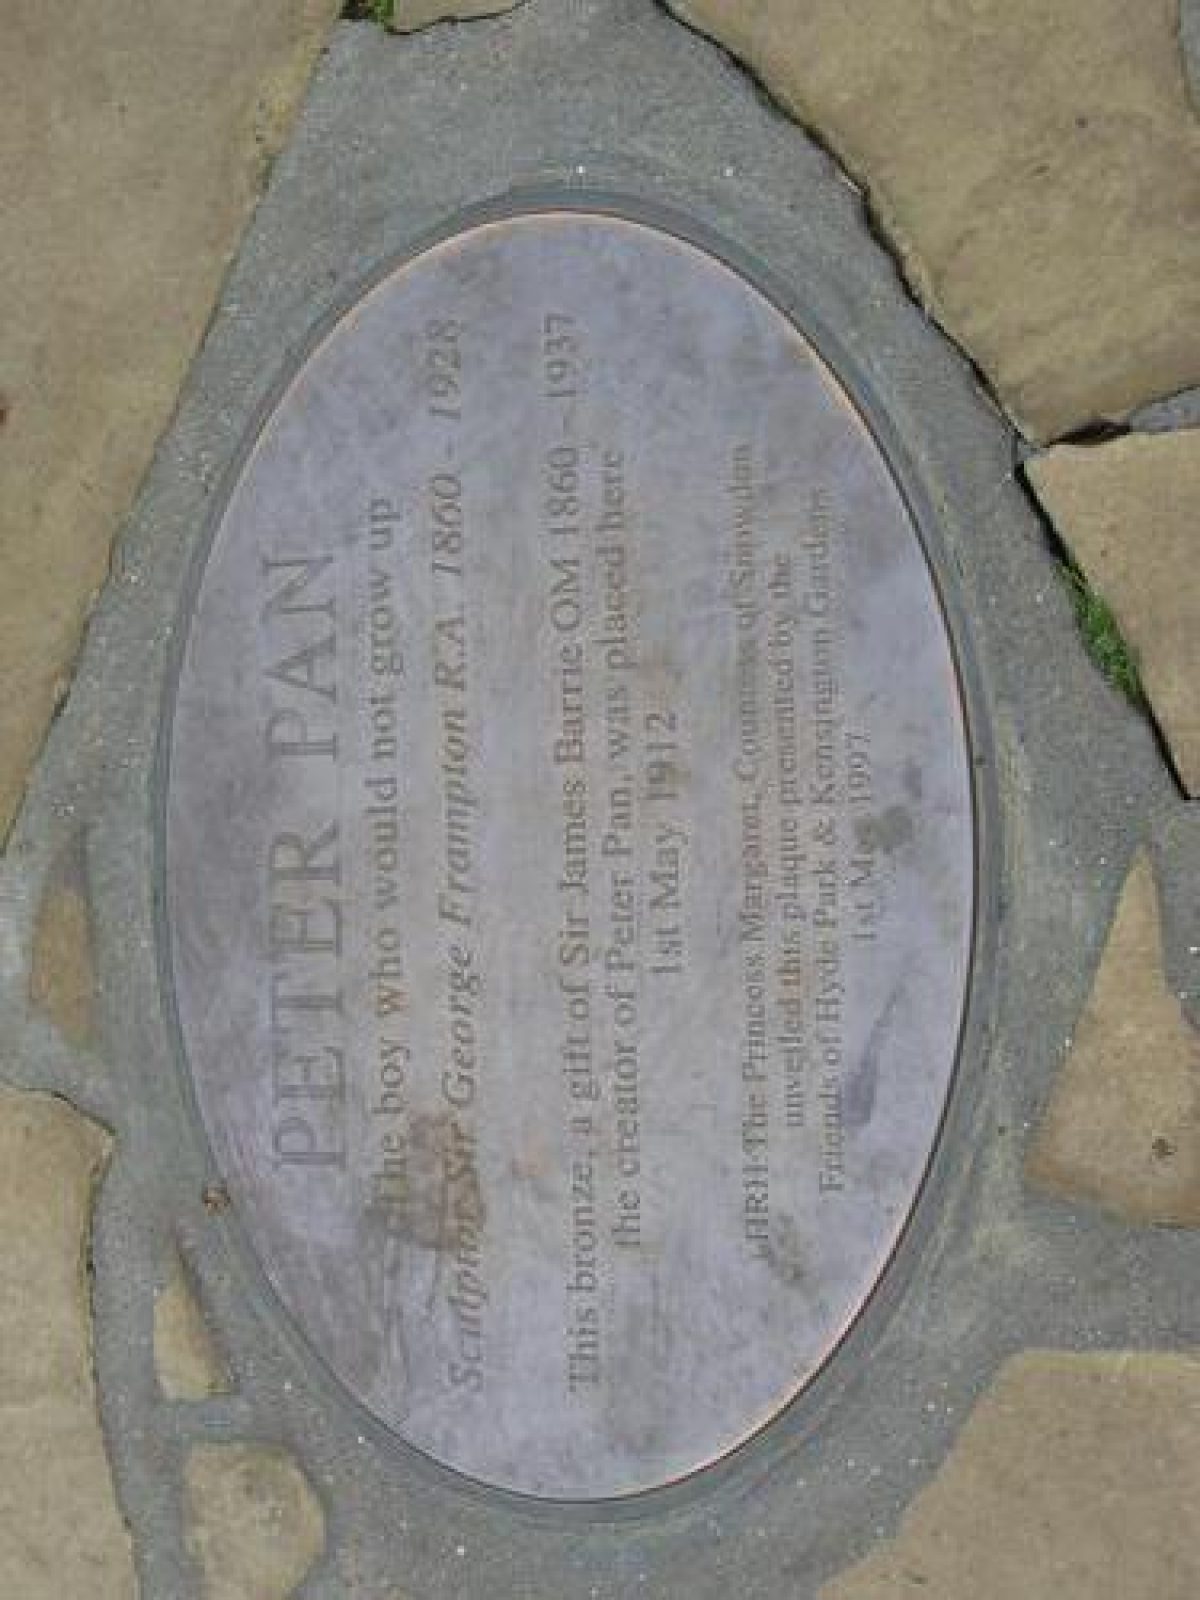 PETER PAN
The boy who would not grow up
Sculptor Sir George Frampton R.A. 1860 - 1928
This bronze, a gift of Sir James Barrie OM 1860 - 1937
the creator of Peter Pan, was placed here
1st May 1912
HRH The Princess Margaret, Countess of Snowdon
unveiled this plaque presented by the
Friends of Hyde Park & Kensington Gardens
1st May 1997